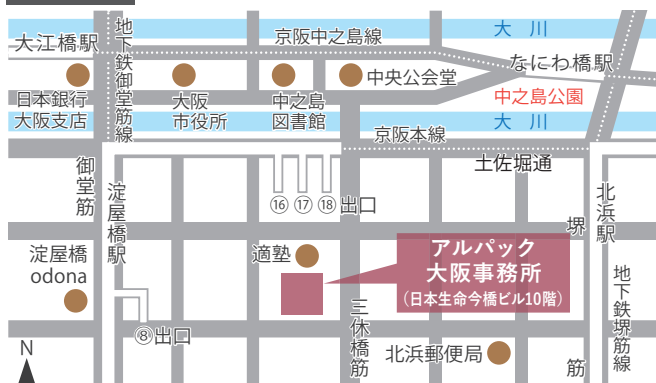 大川
京阪中之島線
大江橋駅
地下鉄御堂筋線
なにわ橋駅
中央公会堂
日本銀行
大阪支店
大阪
市役所
中之島
図書館
中之島公園
大川
京阪本線
土佐堀通
御堂筋
淀屋橋駅
⑯ ⑰ ⑱ 出口
北浜駅
堺筋
地下鉄堺筋線
淀屋橋
odona
適塾
アルパック
大阪事務所
(日本生命今橋ビル10階)
三休橋筋
⑧出口
北浜郵便局
N